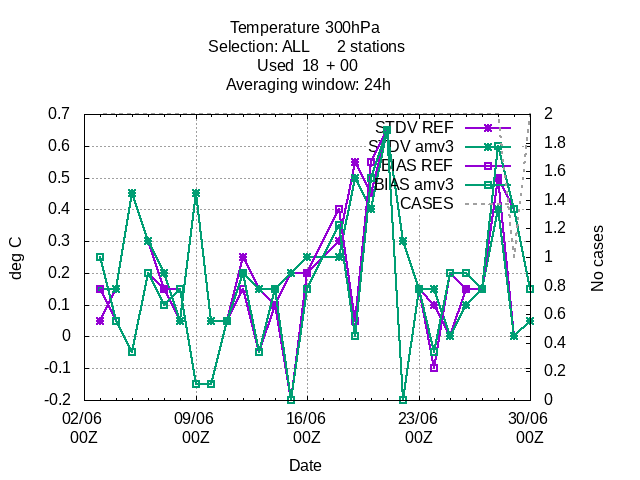 Temperature 300hPa
Selection: ALL 2 stations
Used 18 + 00
Averaging window: 24h
0.7
0.6
0.5
0.4
0.3
0.2
0.1
0
-0.1
-0.2
deg C
STDV REF
STDV amv3
BIAS REF
BIAS amv3
CASES
2
1.8
1.6
1.4
1.2
1
0.8
0.6
0.4
0.2
0
No cases
02/06 09/06 16/06 23/06 30/06
00Z 00Z 00Z 00Z 00Z
Date